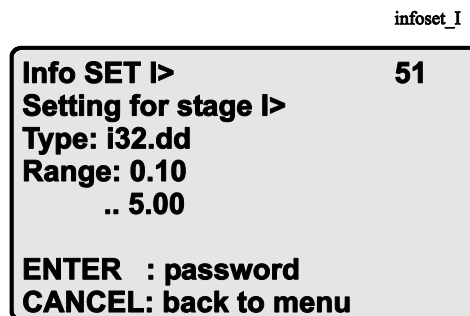 infoset_I
Info SET I> 51
Setting for stage I>
Type: i32.dd
Range: 0.10
.. 5.00
ENTER : password
CANCEL: back to menu